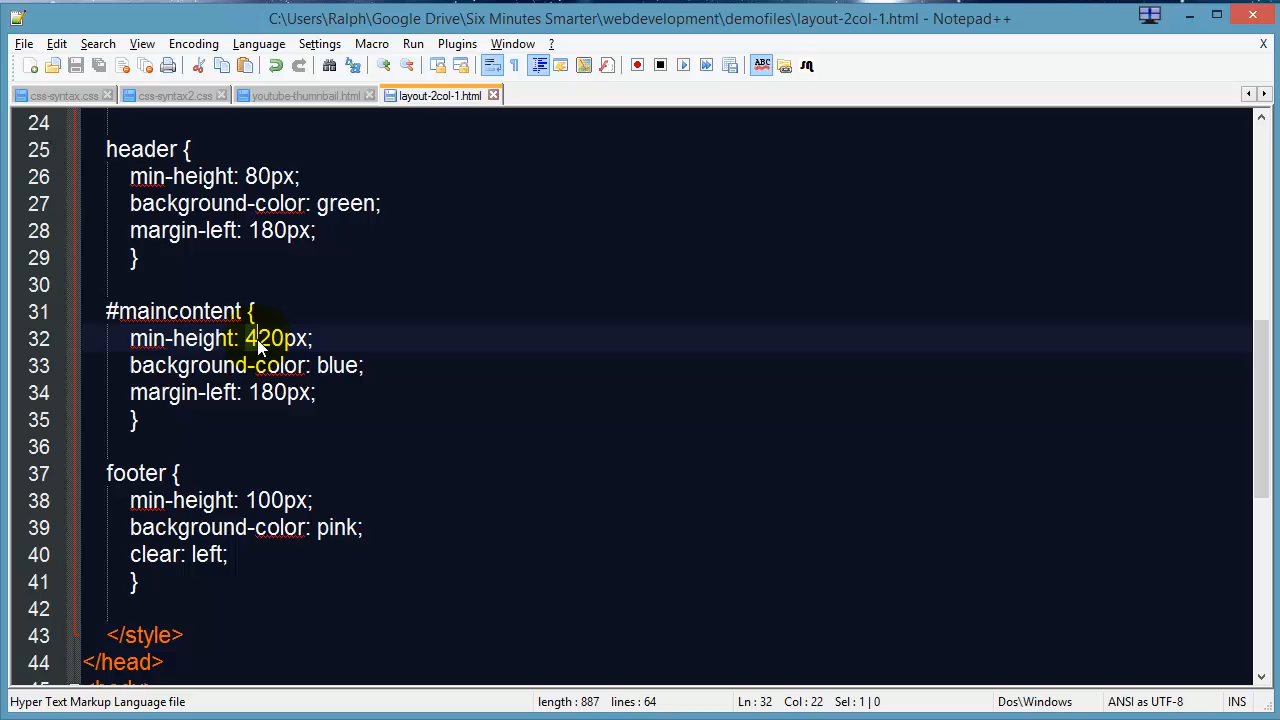 C:\Users\Ralph\Google Drive\Six Minutes Smarter\webdevelopment\demofiles\layout-2col-1.html - Notepad++
File Edit Search View Encoding Language Settings Macro Run Plugins Window ? X
ABC
css-syntax.css css-syntax2.css youtube-thumnbail.html layout-2col-1.html
24
25 header {
26 min-height: 80px;
27 background-color: green;
28 margin-left: 180px;
29 }
30
31 #maincontent {
32 min-height: 420px;
33 background-color: blue;
34 margin-left: 180px;
35 }
36
37 footer {
38 min-height: 100px;
39 background-color: pink;
40 clear: left;
41 }
42
43 </style>
44 </head>
Hyper Text Markup Language file length : 887 lines : 64 Ln : 32 Col : 22 Sel : 1 | 0 Dos\Windows ANSI as UTF-8 INS